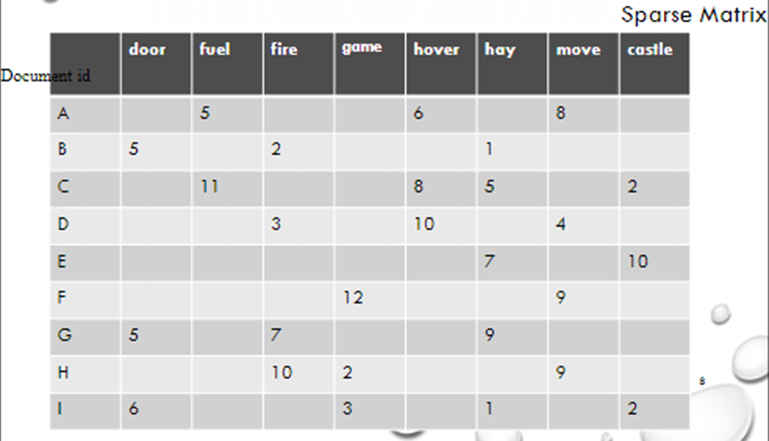 Sparse Matrix
door fuel fire game hover hay move castle
Document id
A 5 6 8
B 5 2 1
C 11 8 5 2
D 3 10 4
E 7 10
F 12 9
G 5 7 9
H 10 2 9
8
I 6 3 1 2